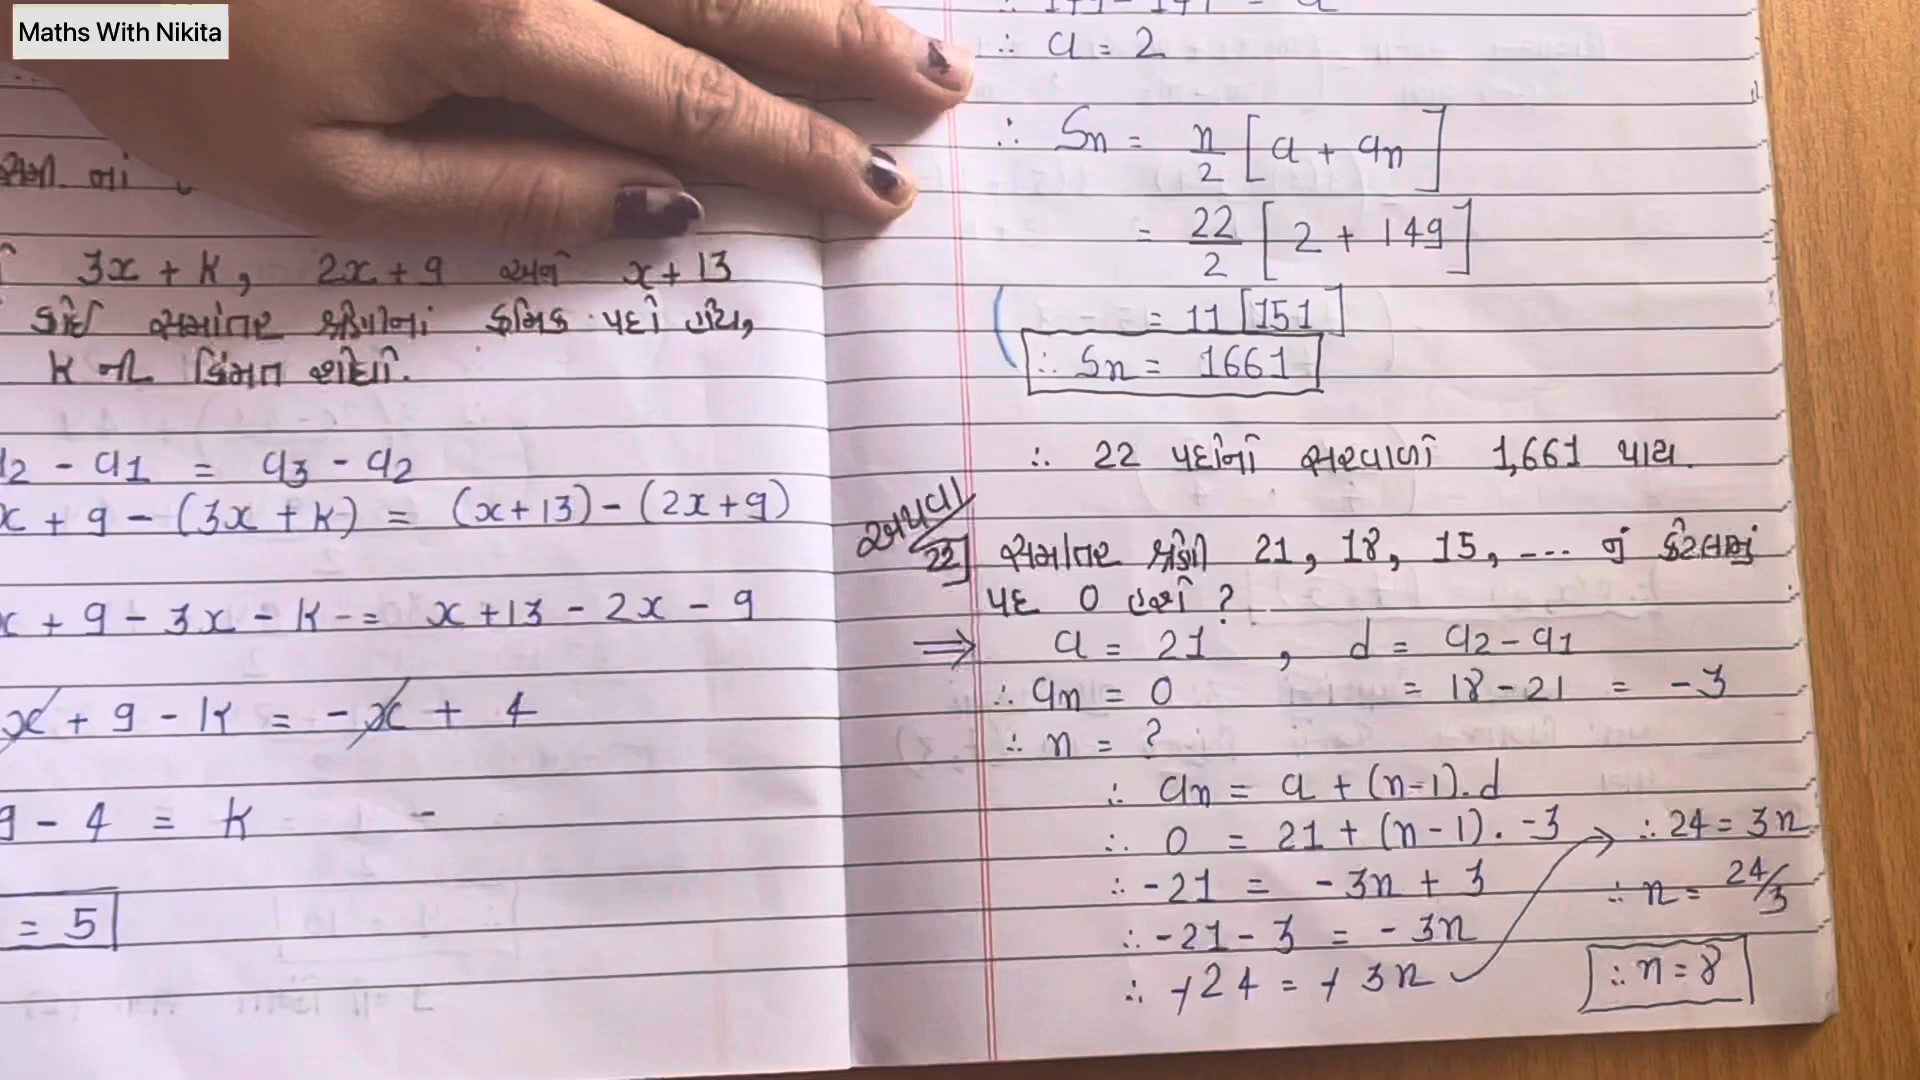 Maths With Nikita
3x + k, 2x + 9 અને x + 13
કોઈ સમાંતર શ્રેણીનાં ક્રમિક પદો હોય,
k ની કિંમત શોધો.
a2 - a1 = a3 - a2
x + 9 - (3x + k) = (x+13) - (2x+9)
x + 9 - 3x - k = x + 13 - 2x - 9
x + 9 - k = -x + 4
9 - 4 = k
= 5
∴ a = 2
∴ Sn = n/2 [a + an]
= 22/2 [2 + 149]
= 11 [151]
∴ Sn = 1661
∴ 22 પદોનો સરવાળો 1,661 થાય.
અથવા
22] સમાંતર શ્રેણી 21, 18, 15, ... નું કેટલામું
પદ 0 હશે ?
⇒ a = 21 , d = a2 - a1
∴ an = 0 = 18 - 21 = -3
∴ n = ?
∴ an = a + (n-1).d
∴ 0 = 21 + (n-1). -3
∴ -21 = -3n + 3
∴ -21 - 3 = -3n
∴ -24 = -3n
∴ 24 = 3n
∴ n = 24/3
∴ n = 8